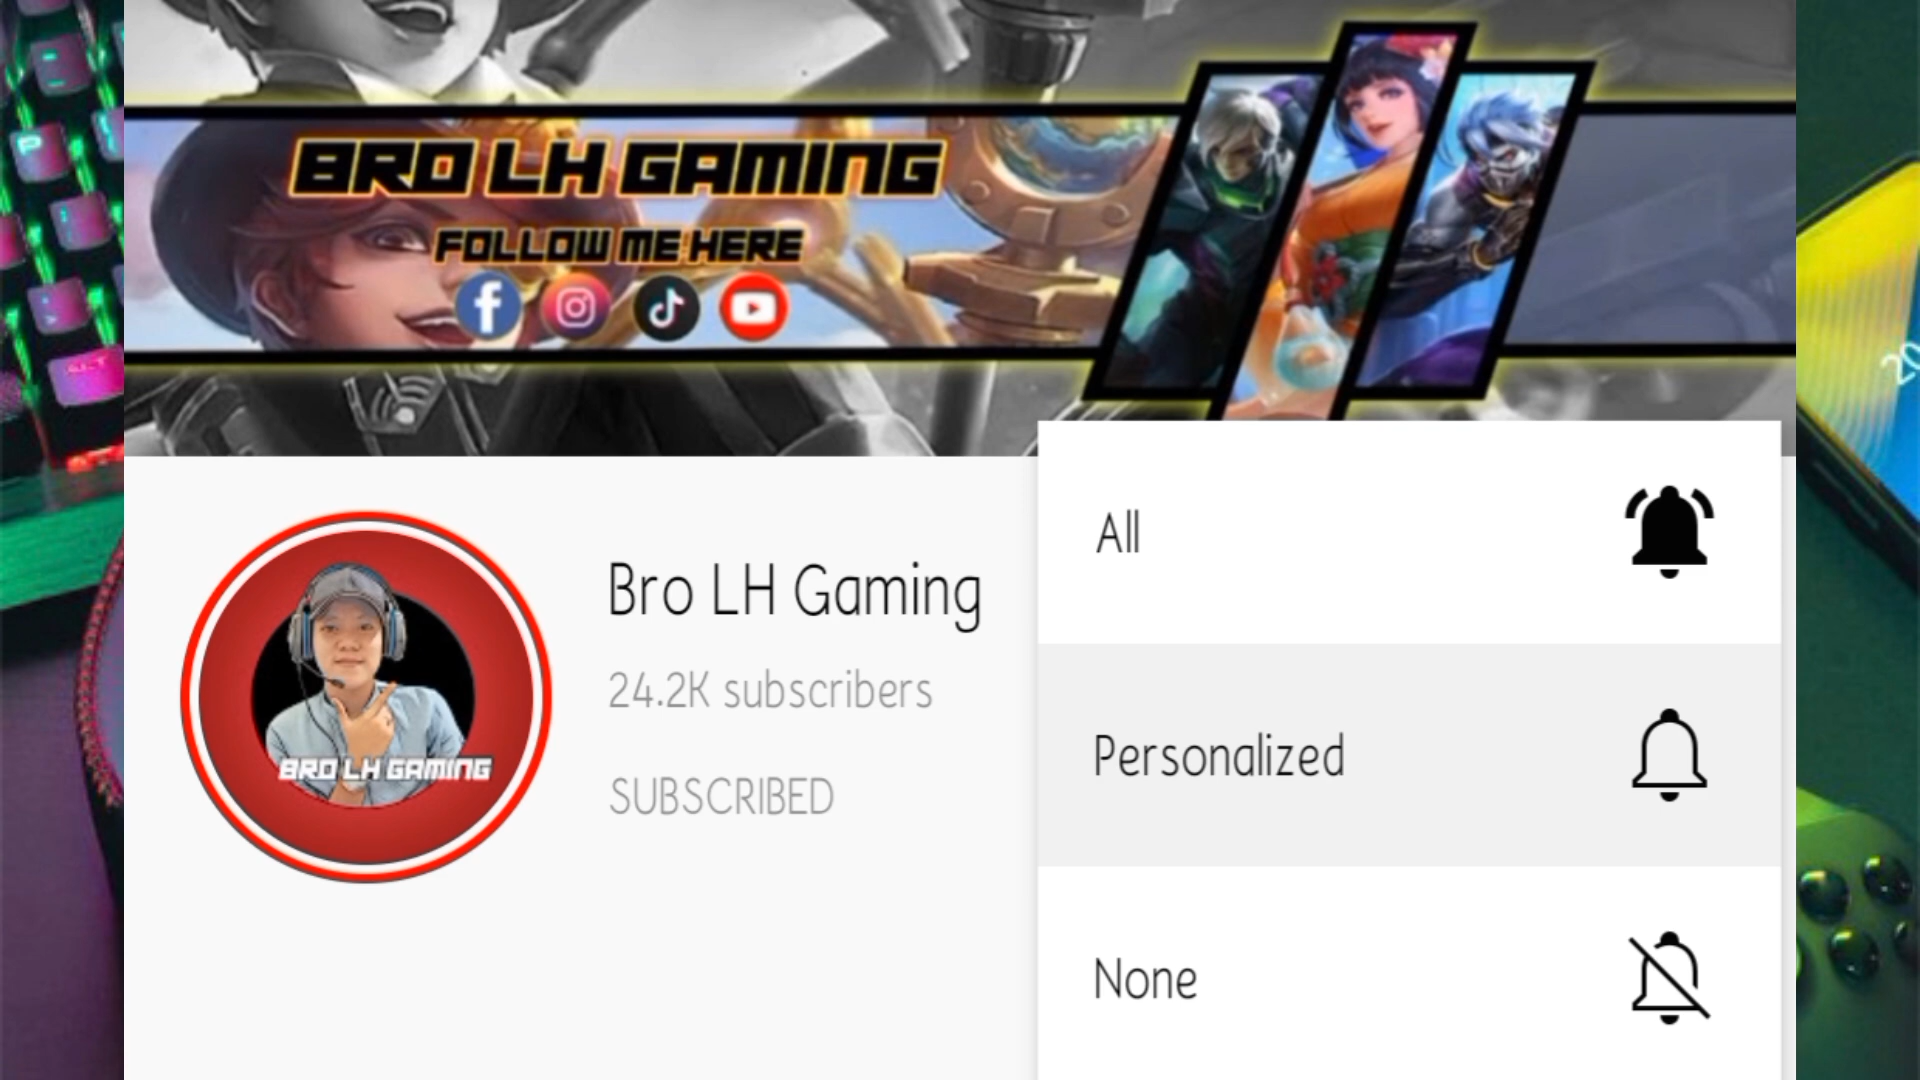 BRO LH GAMING
FOLLOW ME HERE
All
Bro LH Gaming
24.2K subscribers
Personalized
SUBSCRIBED
BRO LH GAMING
None
P
20